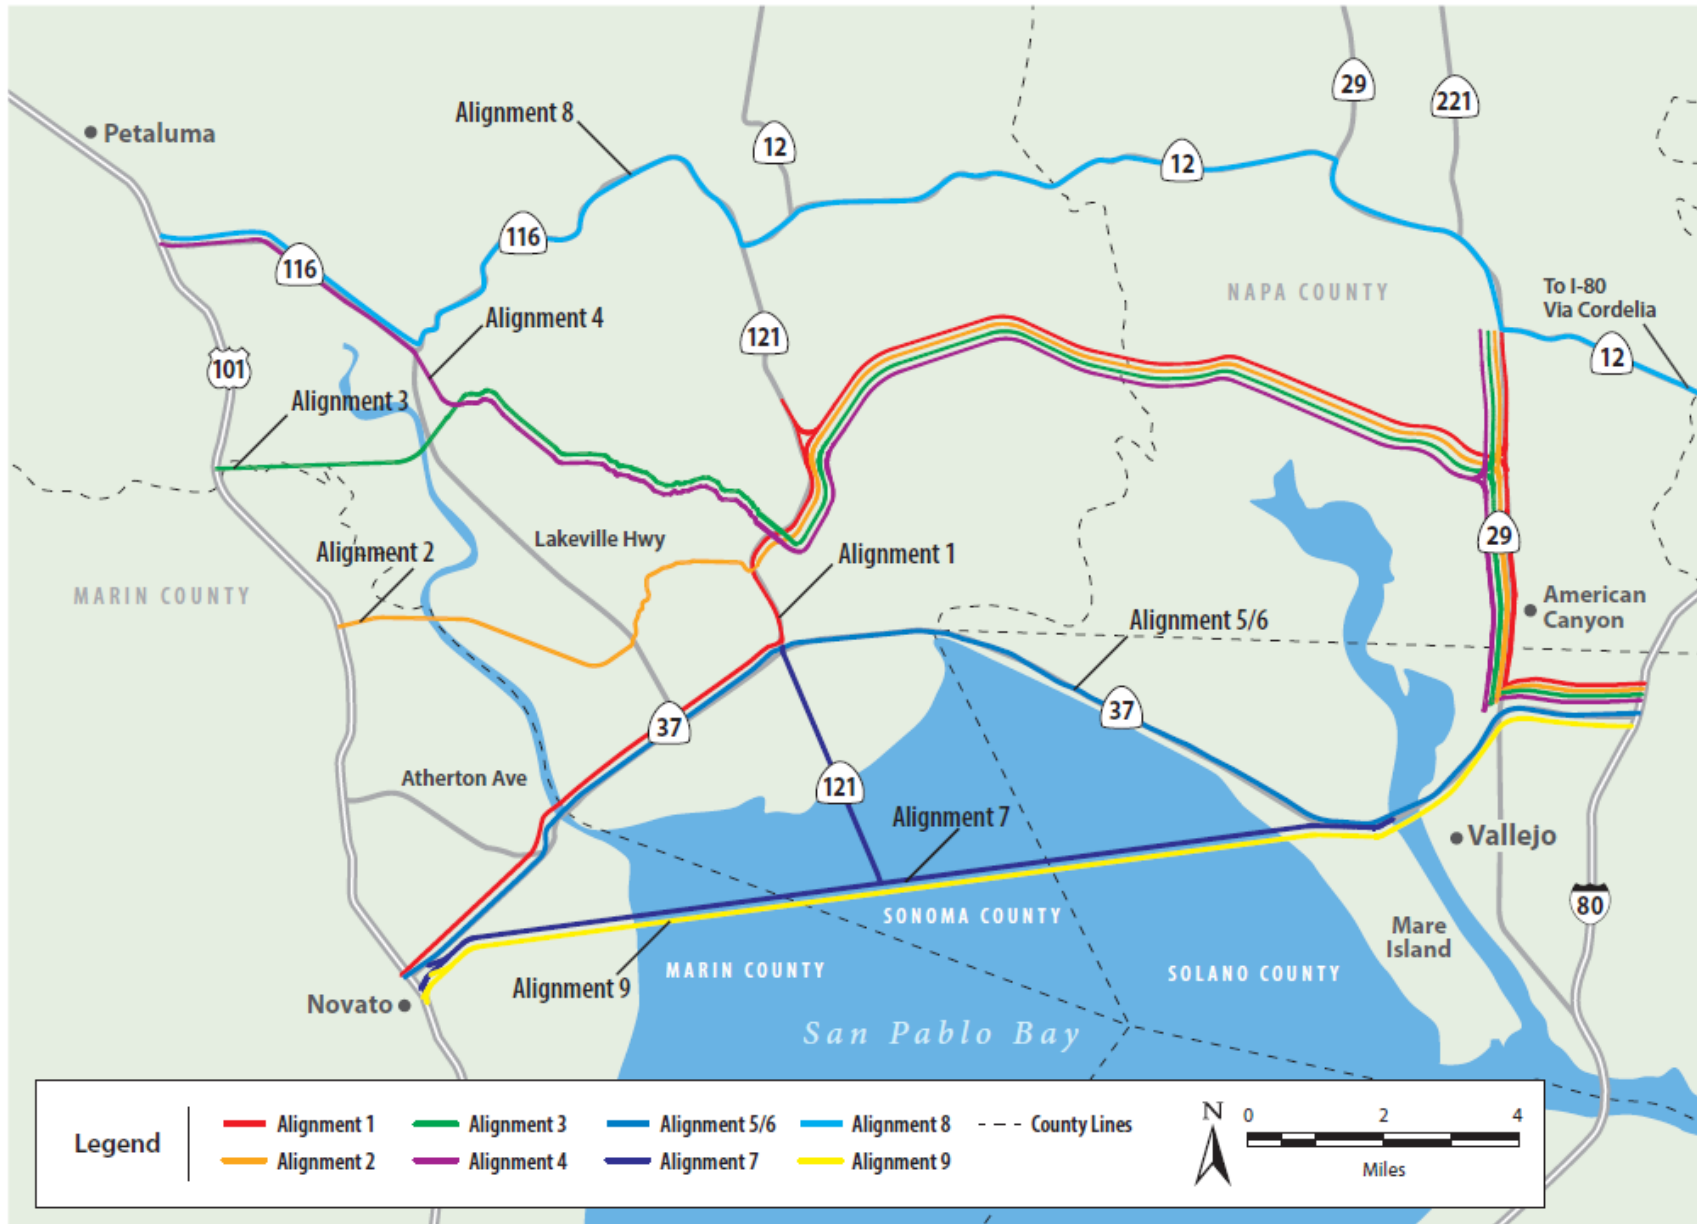 29
221
Alignment 8
Petaluma
12
12
116
116
To I-80
Via Cordelia
NAPA COUNTY
Alignment 4
121
12
101
Alignment 3
Lakeville Hwy
29
Alignment 2
Alignment 1
MARIN COUNTY
American
Canyon
Alignment 5/6
37
37
Atherton Ave
121
Alignment 7
Vallejo
80
SONOMA COUNTY
Mare
Island
MARIN COUNTY
SOLANO COUNTY
Alignment 9
Novato
San Pablo Bay
Legend
Alignment 1
Alignment 3
Alignment 5/6
Alignment 8
County Lines
Alignment 2
Alignment 4
Alignment 7
Alignment 9
N
0 2 4
Miles